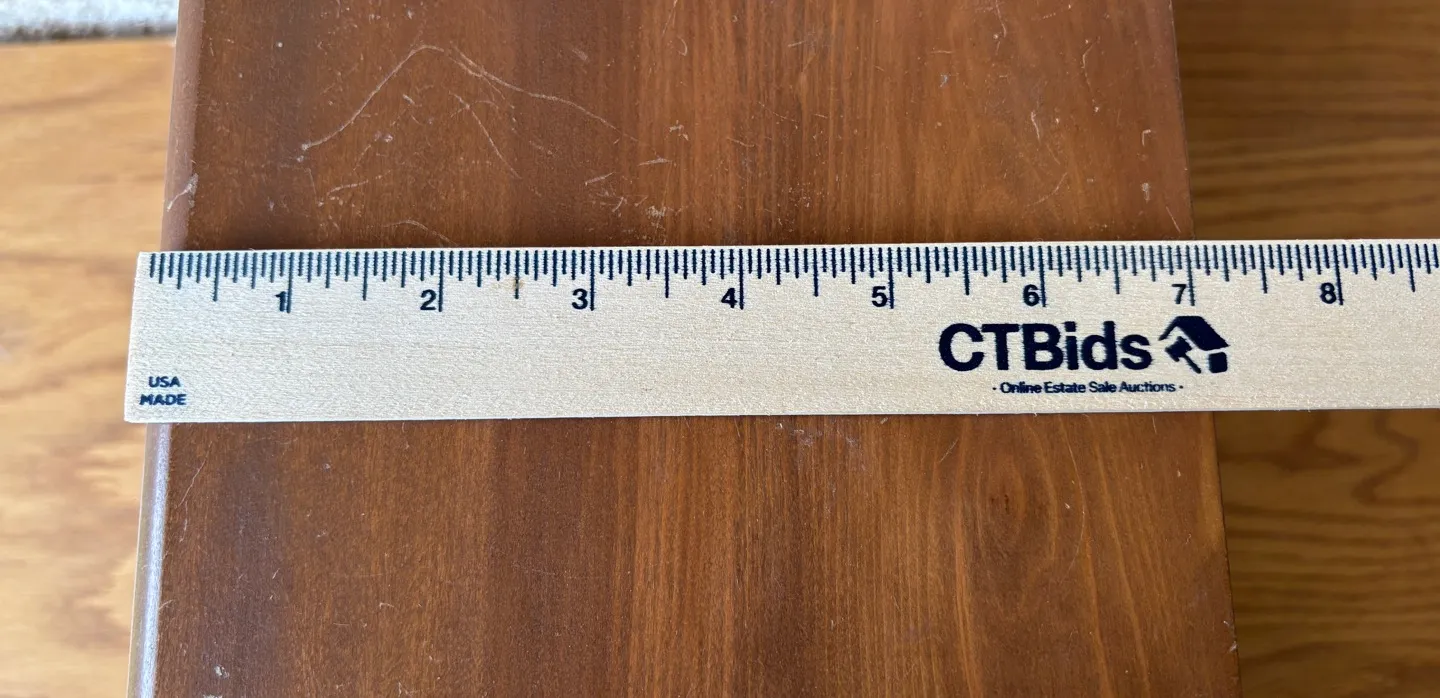 1 2 3 4 5 6 7 8
CTBids
· Online Estate Sale Auctions ·
USA
MADE